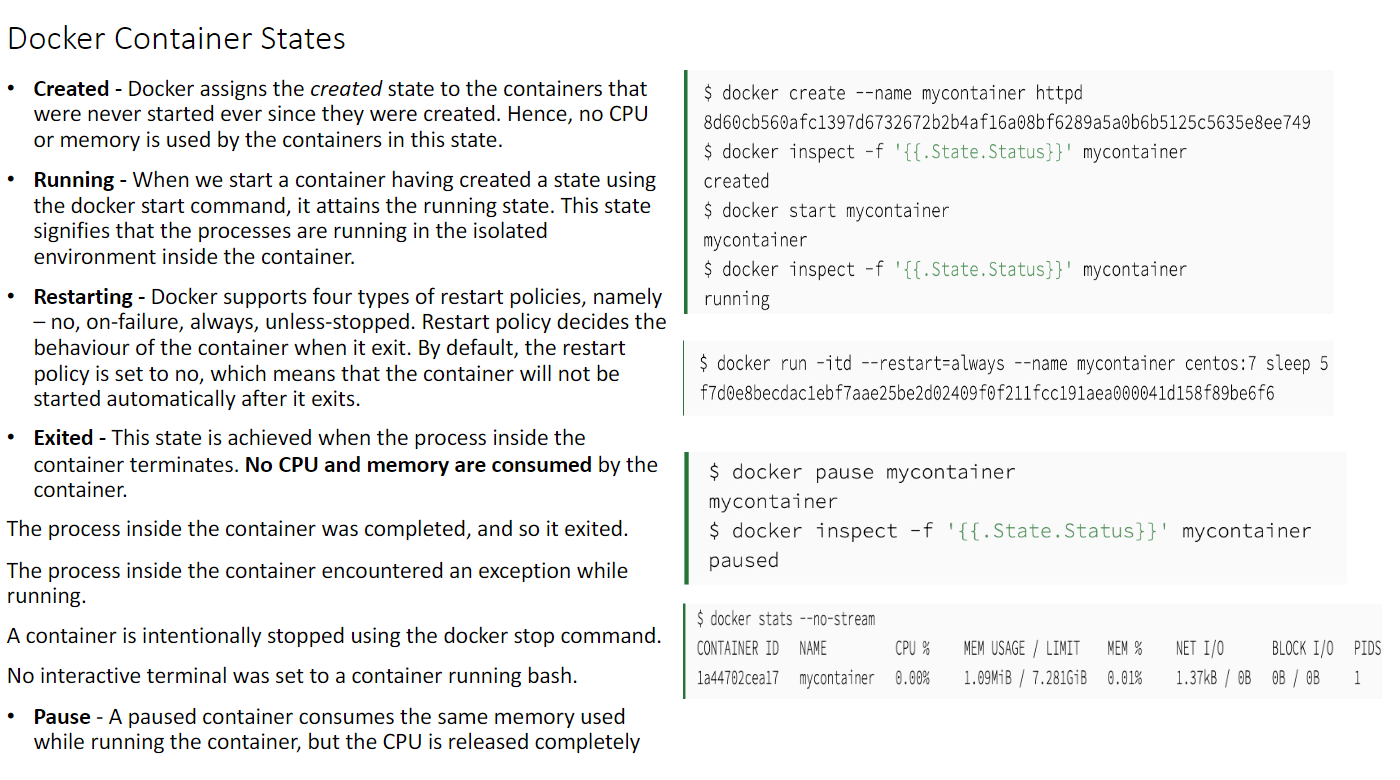 Docker Container States
• Created - Docker assigns the created state to the containers that
were never started ever since they were created. Hence, no CPU
or memory is used by the containers in this state.
• Running - When we start a container having created a state using
the docker start command, it attains the running state. This state
signifies that the processes are running in the isolated
environment inside the container.
• Restarting - Docker supports four types of restart policies, namely
– no, on-failure, always, unless-stopped. Restart policy decides the
behaviour of the container when it exit. By default, the restart
policy is set to no, which means that the container will not be
started automatically after it exits.
• Exited - This state is achieved when the process inside the
container terminates. No CPU and memory are consumed by the
container.
The process inside the container was completed, and so it exited.
The process inside the container encountered an exception while
running.
A container is intentionally stopped using the docker stop command.
No interactive terminal was set to a container running bash.
• Pause - A paused container consumes the same memory used
while running the container, but the CPU is released completely
$ docker create --name mycontainer httpd
8d60cb560afc1397d6732672b2b4af16a08bf6289a5a0b6b5125c5635e8ee749
$ docker inspect -f '{{.State.Status}}' mycontainer
created
$ docker start mycontainer
mycontainer
$ docker inspect -f '{{.State.Status}}' mycontainer
running
$ docker run -itd --restart=always --name mycontainer centos:7 sleep 5
f7d0e8becdac1ebf7aae25be2d02409f0f211fcc191aea000041d158f89be6f6
$ docker pause mycontainer
mycontainer
$ docker inspect -f '{{.State.Status}}' mycontainer
paused
$ docker stats --no-stream
CONTAINER ID NAME CPU % MEM USAGE / LIMIT MEM % NET I/O BLOCK I/O PIDS
1a44702cea17 mycontainer 0.00% 1.09MiB / 7.281GiB 0.01% 1.37kB / 0B 0B / 0B 1